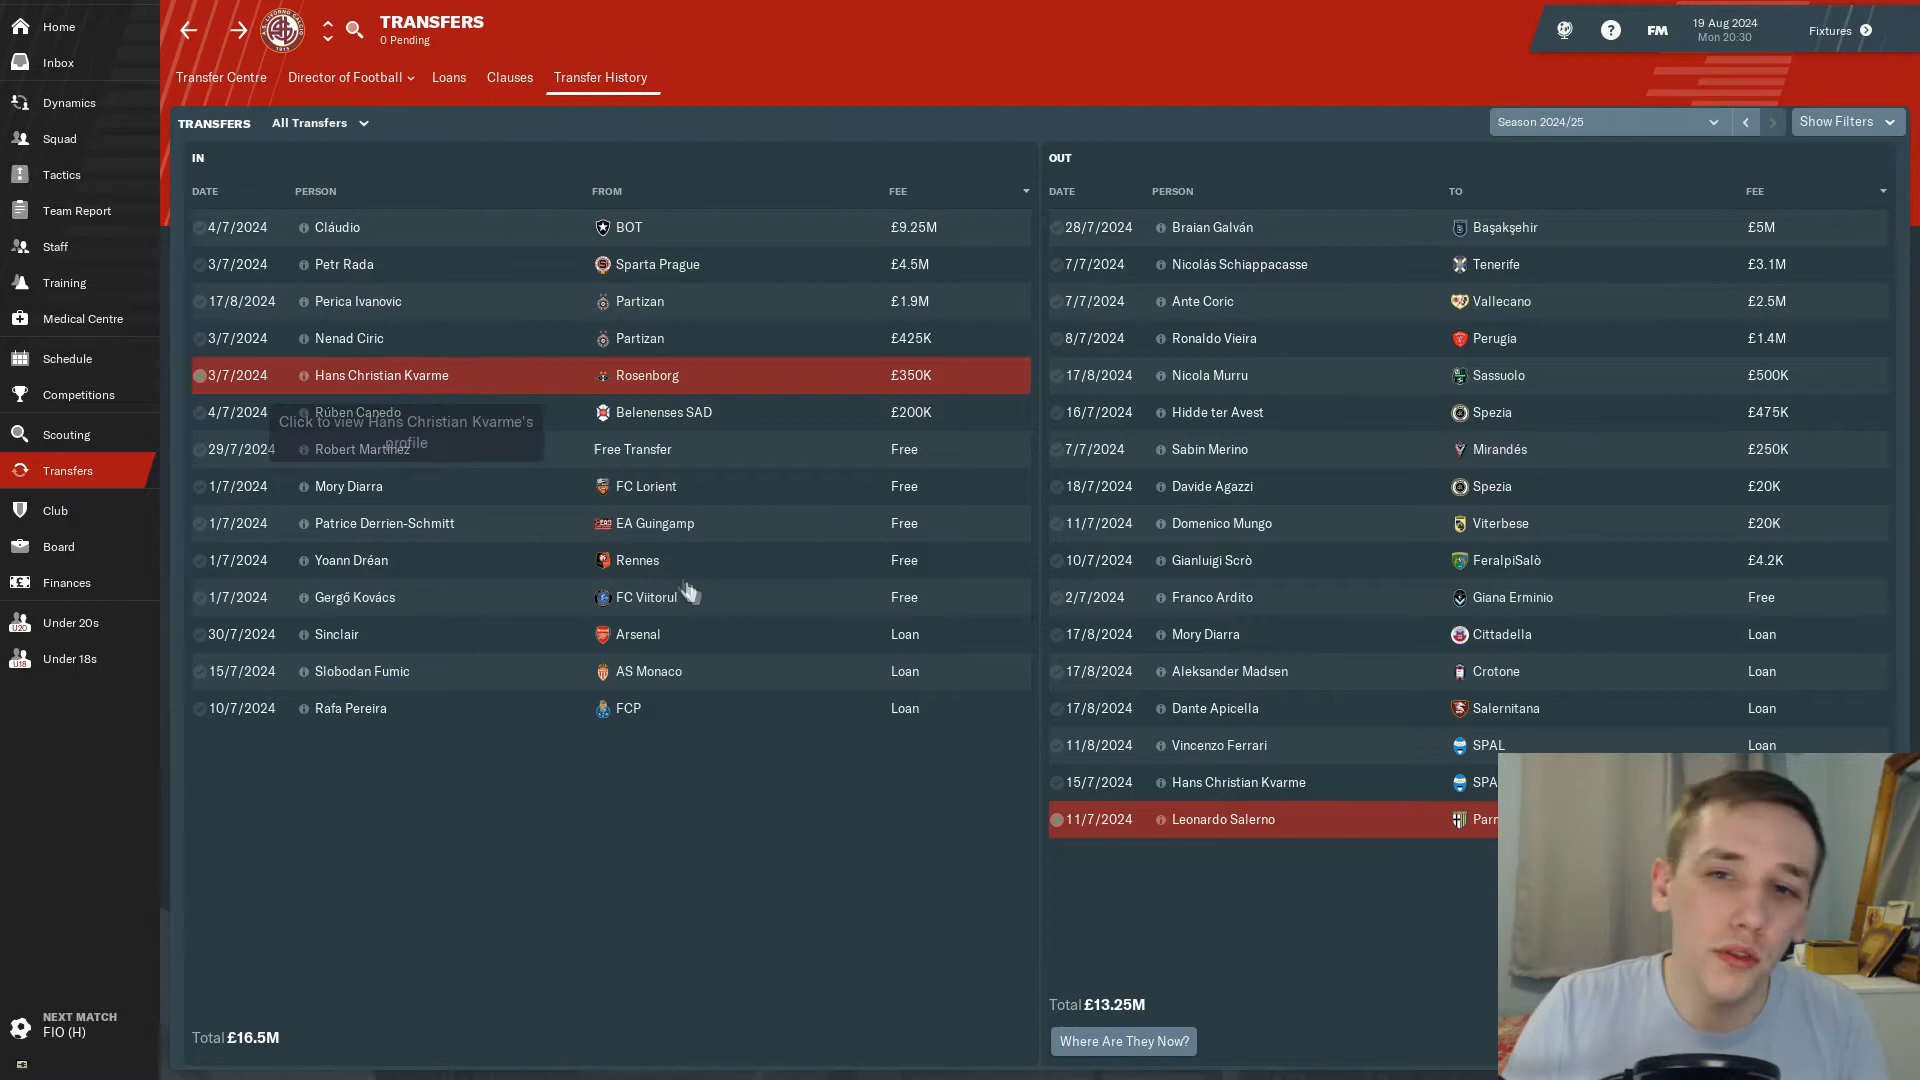 Home
Inbox
Dynamics
Squad
Tactics
Team Report
Staff
Training
Medical Centre
Schedule
Competitions
Scouting
Transfers
Club
Board
Finances
U20
Under 20s
U18
Under 18s
NEXT MATCH
FIO (H)
TRANSFERS
0 Pending
FM
19 Aug 2024
Mon 20:30
Fixtures
Transfer Centre Director of Football Loans Clauses Transfer History
TRANSFERS All Transfers
Season 2024/25
Show Filters
IN
DATE PERSON FROM FEE
4/7/2024 Cláudio BOT £9.25M
3/7/2024 Petr Rada Sparta Prague £4.5M
17/8/2024 Perica Ivanovic Partizan £1.9M
3/7/2024 Nenad Ciric Partizan £425K
3/7/2024 Hans Christian Kvarme Rosenborg £350K
4/7/2024 Rúben Canedo Belenenses SAD £200K
Click to view Hans Christian Kvarme's
profile
29/7/2024 Robert Martínez Free Transfer Free
1/7/2024 Mory Diarra FC Lorient Free
1/7/2024 Patrice Derrien-Schmitt EA Guingamp Free
1/7/2024 Yoann Dréan Rennes Free
1/7/2024 Gergő Kovács FC Viitorul Free
30/7/2024 Sinclair Arsenal Loan
15/7/2024 Slobodan Fumic AS Monaco Loan
10/7/2024 Rafa Pereira FCP Loan
Total £16.5M
OUT
DATE PERSON TO FEE
28/7/2024 Braian Galván Başakşehir £5M
7/7/2024 Nicolás Schiappacasse Tenerife £3.1M
7/7/2024 Ante Coric Vallecano £2.5M
8/7/2024 Ronaldo Vieira Perugia £1.4M
17/8/2024 Nicola Murru Sassuolo £500K
16/7/2024 Hidde ter Avest Spezia £475K
7/7/2024 Sabin Merino Mirandés £250K
18/7/2024 Davide Agazzi Spezia £20K
11/7/2024 Domenico Mungo Viterbese £20K
10/7/2024 Gianluigi Scrò FeralpiSalò £4.2K
2/7/2024 Franco Ardito Giana Erminio Free
17/8/2024 Mory Diarra Cittadella Loan
17/8/2024 Aleksander Madsen Crotone Loan
17/8/2024 Dante Apicella Salernitana Loan
11/8/2024 Vincenzo Ferrari SPAL Loan
15/7/2024 Hans Christian Kvarme SPA
11/7/2024 Leonardo Salerno Parm
Total £13.25M
Where Are They Now?